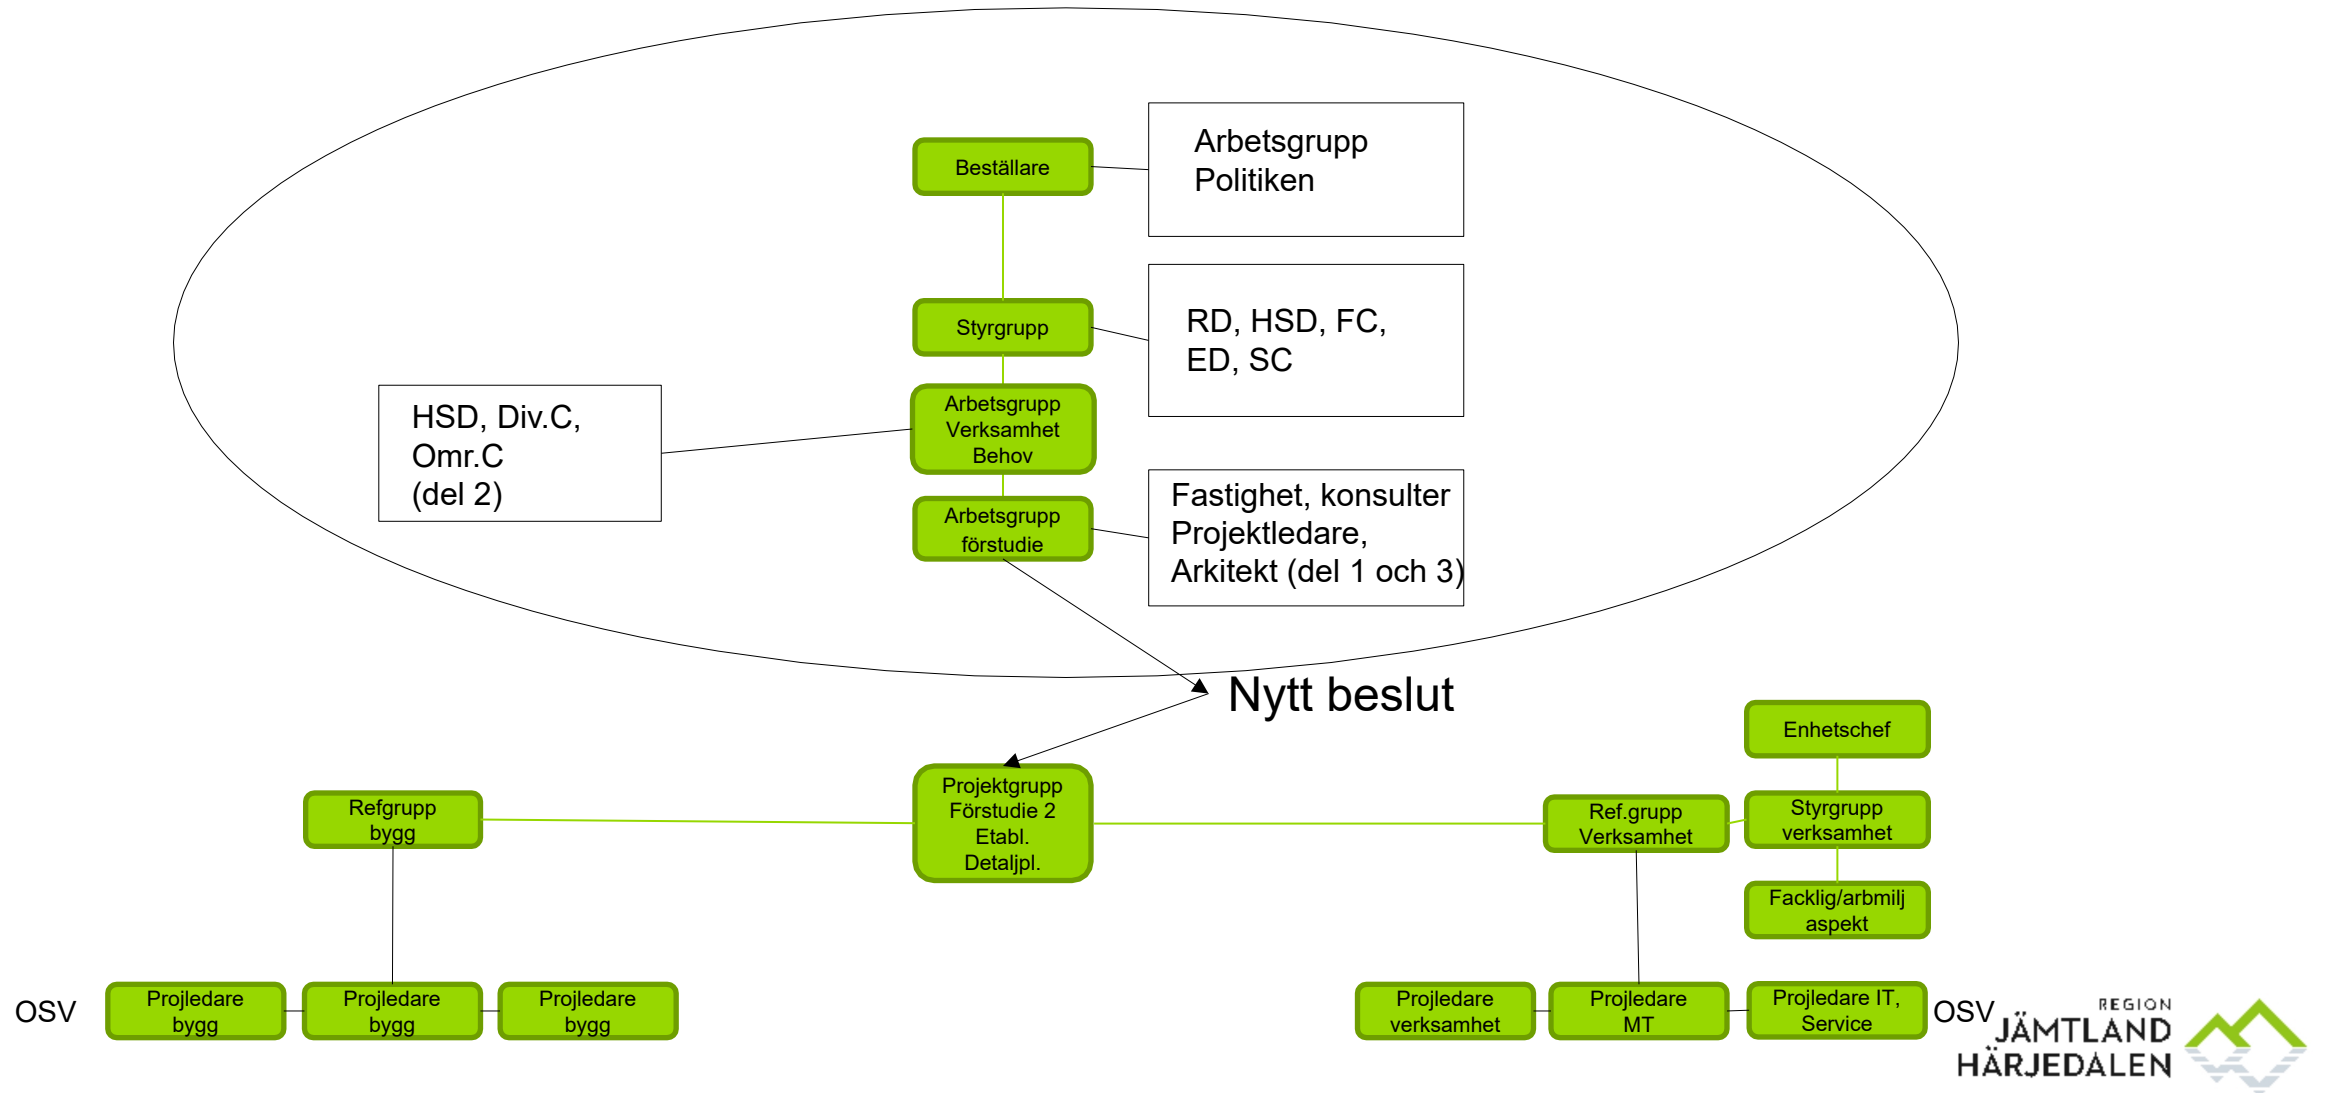 Beställare
Arbetsgrupp
Politiken
Styrgrupp
RD, HSD, FC,
ED, SC
Arbetsgrupp
Verksamhet
Behov
HSD, Div.C,
Omr.C
(del 2)
Arbetsgrupp
förstudie
Fastighet, konsulter
Projektledare,
Arkitekt (del 1 och 3)
Nytt beslut
Enhetschef
Projektgrupp
Förstudie 2
Etabl.
Detaljpl.
Refgrupp
bygg
Ref.grupp
Verksamhet
Styrgrupp
verksamhet
Facklig/arbmilj
aspekt
OSV
Projledare
bygg
Projledare
bygg
Projledare
bygg
Projledare
verksamhet
Projledare
MT
Projledare IT,
Service
OSV
REGION
JÄMTLAND
HÄRJEDALEN